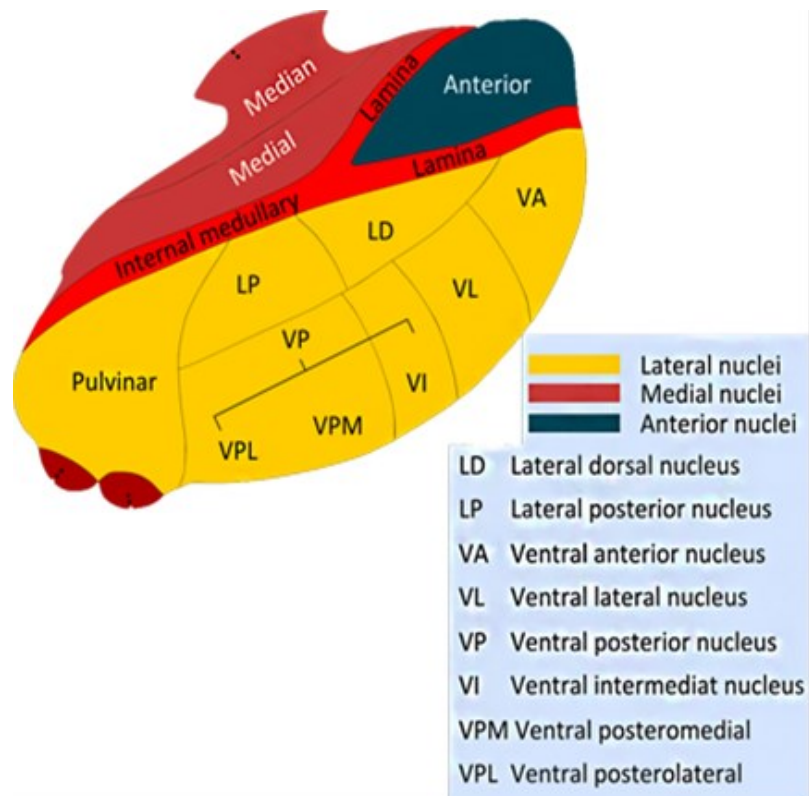 Median
Lamina
Anterior
Medial
Lamina
Internal medullary
VA
LD
LP
VL
VP
Pulvinar
VI
VPM
VPL
Lateral nuclei
Medial nuclei
Anterior nuclei
LD Lateral dorsal nucleus
LP Lateral posterior nucleus
VA Ventral anterior nucleus
VL Ventral lateral nucleus
VP Ventral posterior nucleus
VI Ventral intermediat nucleus
VPM Ventral posteromedial
VPL Ventral posterolateral